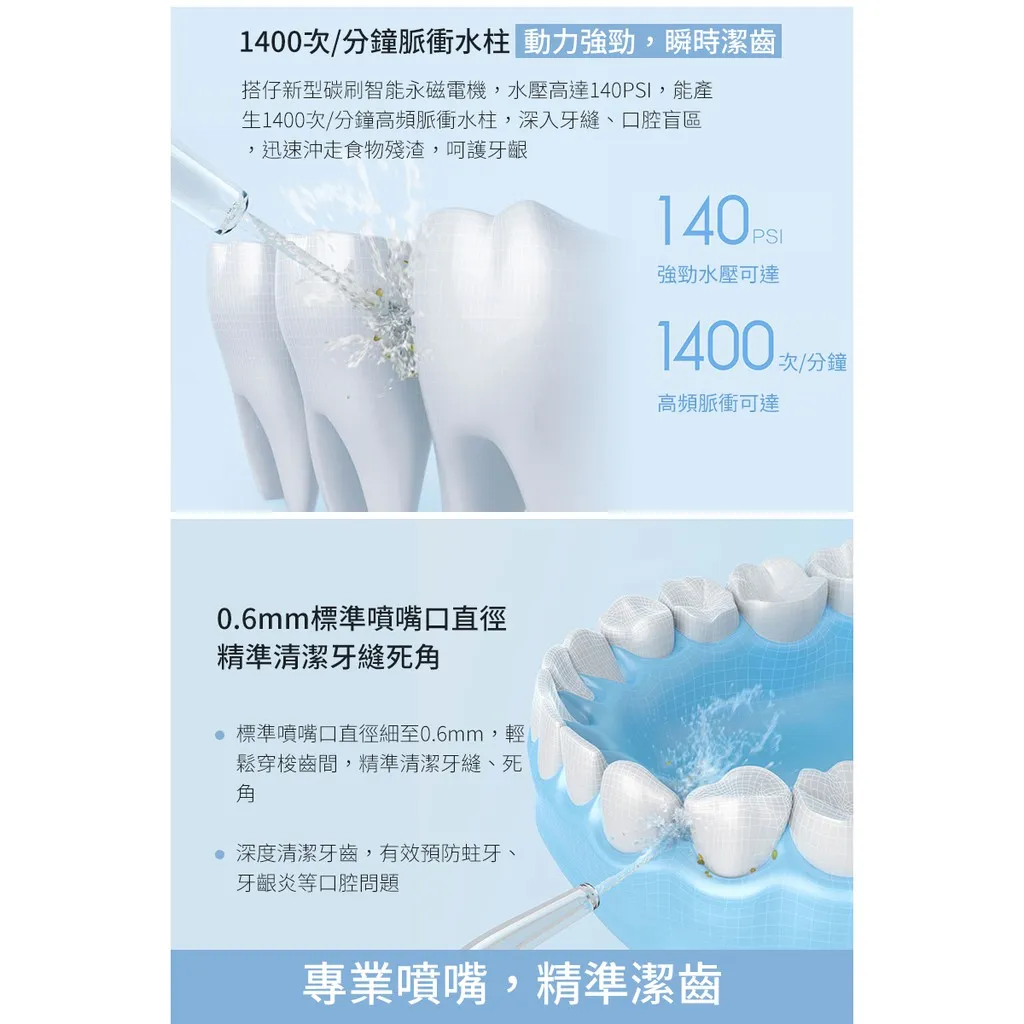 1400次/分鐘脈衝水柱 動力強勁，瞬時潔齒
搭仔新型碳刷智能永磁電機，水壓高達140PSI，能產
生1400次/分鐘高頻脈衝水柱，深入牙縫、口腔盲區
，迅速沖走食物殘渣，呵護牙齦
140 PSI
強勁水壓可達
1400 次/分鐘
高頻脈衝可達
0.6mm標準噴嘴口直徑
精準清潔牙縫死角
標準噴嘴口直徑細至0.6mm，輕
鬆穿梭齒間，精準清潔牙縫、死
角
深度清潔牙齒，有效預防蛀牙、
牙齦炎等口腔問題
專業噴嘴，精準潔齒